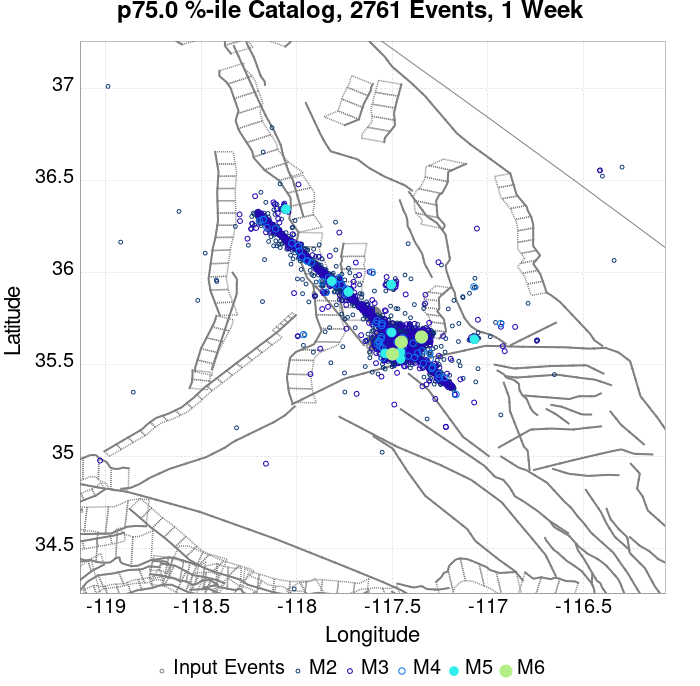 p75.0 %-ile Catalog, 2761 Events, 1 Week
37
36.5
36
35.5
35
34.5
Latitude
-119 -118.5 -118 -117.5 -117 -116.5
Longitude
Input Events M2 M3 M4 M5 M6